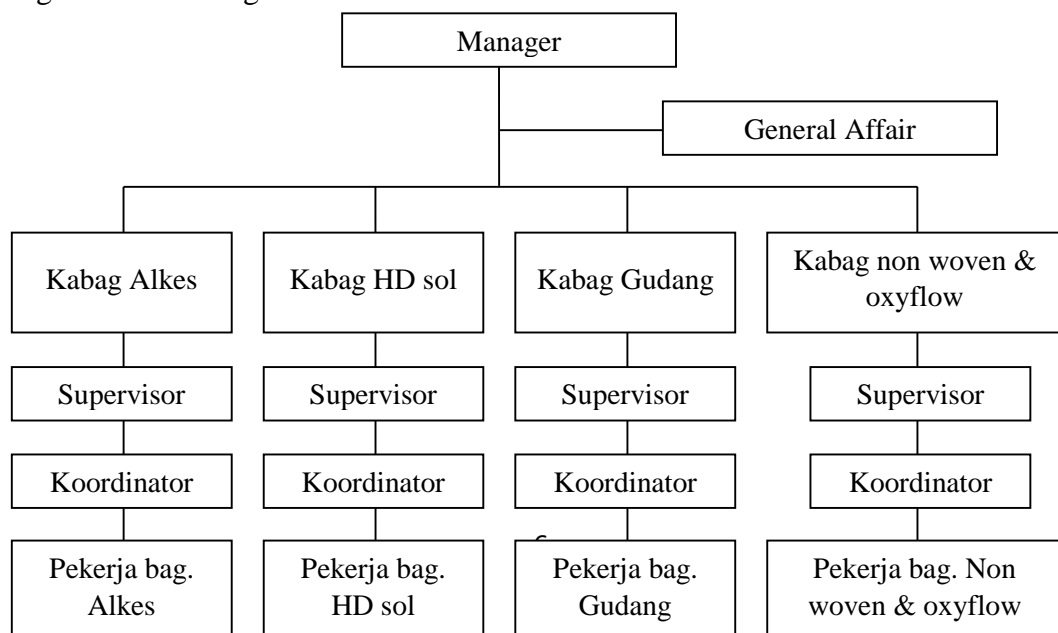 Manager
General Affair
Kabag Alkes
Kabag HD sol
Kabag Gudang
Kabag non woven &
oxyflow
Supervisor
Supervisor
Supervisor
Supervisor
Koordinator
Koordinator
Koordinator
Koordinator
Pekerja bag.
Alkes
Pekerja bag.
HD sol
Pekerja bag.
Gudang
Pekerja bag. Non
woven & oxyflow